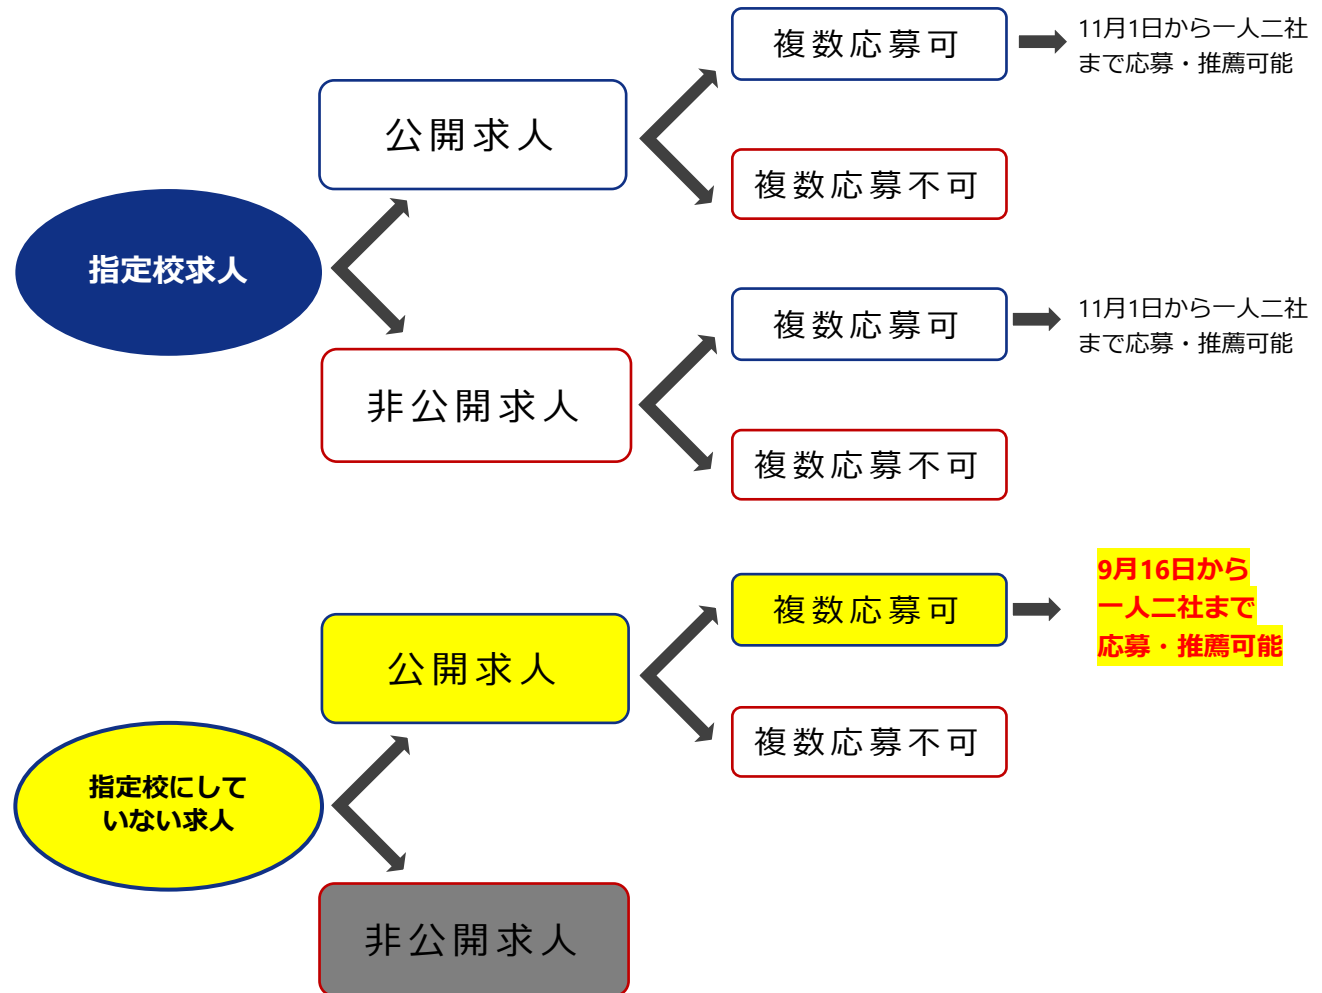 複数応募可
11月1日から一人二社
まで応募・推薦可能
公開求人
複数応募不可
指定校求人
複数応募可
11月1日から一人二社
まで応募・推薦可能
非公開求人
複数応募不可
9月16日から
一人二社まで
応募・推薦可能
複数応募可
公開求人
複数応募不可
指定校にして
いない求人
非公開求人